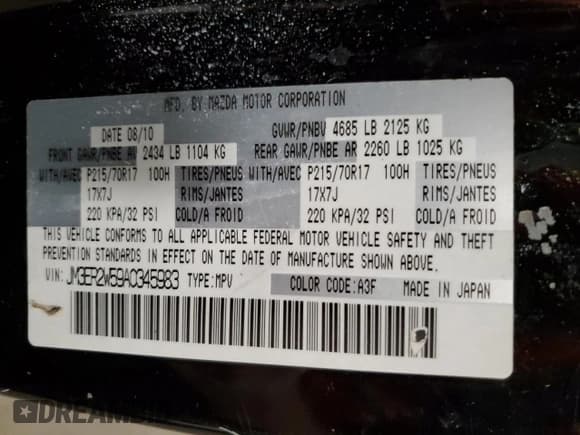 MFD. BY MAZDA MOTOR CORPORATION
DATE 08/10 GVWR/PNBV 4685 LB 2125 KG
FRONT GAWR/PNBE AV 2434 LB 1104 KG REAR GAWR/PNBE AR 2260 LB 1025 KG
WITH/AVEC P215/70R17 100H TIRES/PNEUS WITH/AVEC P215/70R17 100H TIRES/PNEUS
17X7J RIMS/JANTES 17X7J RIMS/JANTES
220 KPA/32 PSI COLD/A FROID 220 KPA/32 PSI COLD/A FROID
THIS VEHICLE CONFORMS TO ALL APPLICABLE FEDERAL MOTOR VEHICLE SAFETY AND THEFT
PREVENTION STANDARDS IN EFFECT ON THE DATE OF MANUFACTURE SHOWN ABOVE.
VIN: JM3ER2W59A0345983 TYPE: MPV COLOR CODE: A3F MADE IN JAPAN
DREAMBID